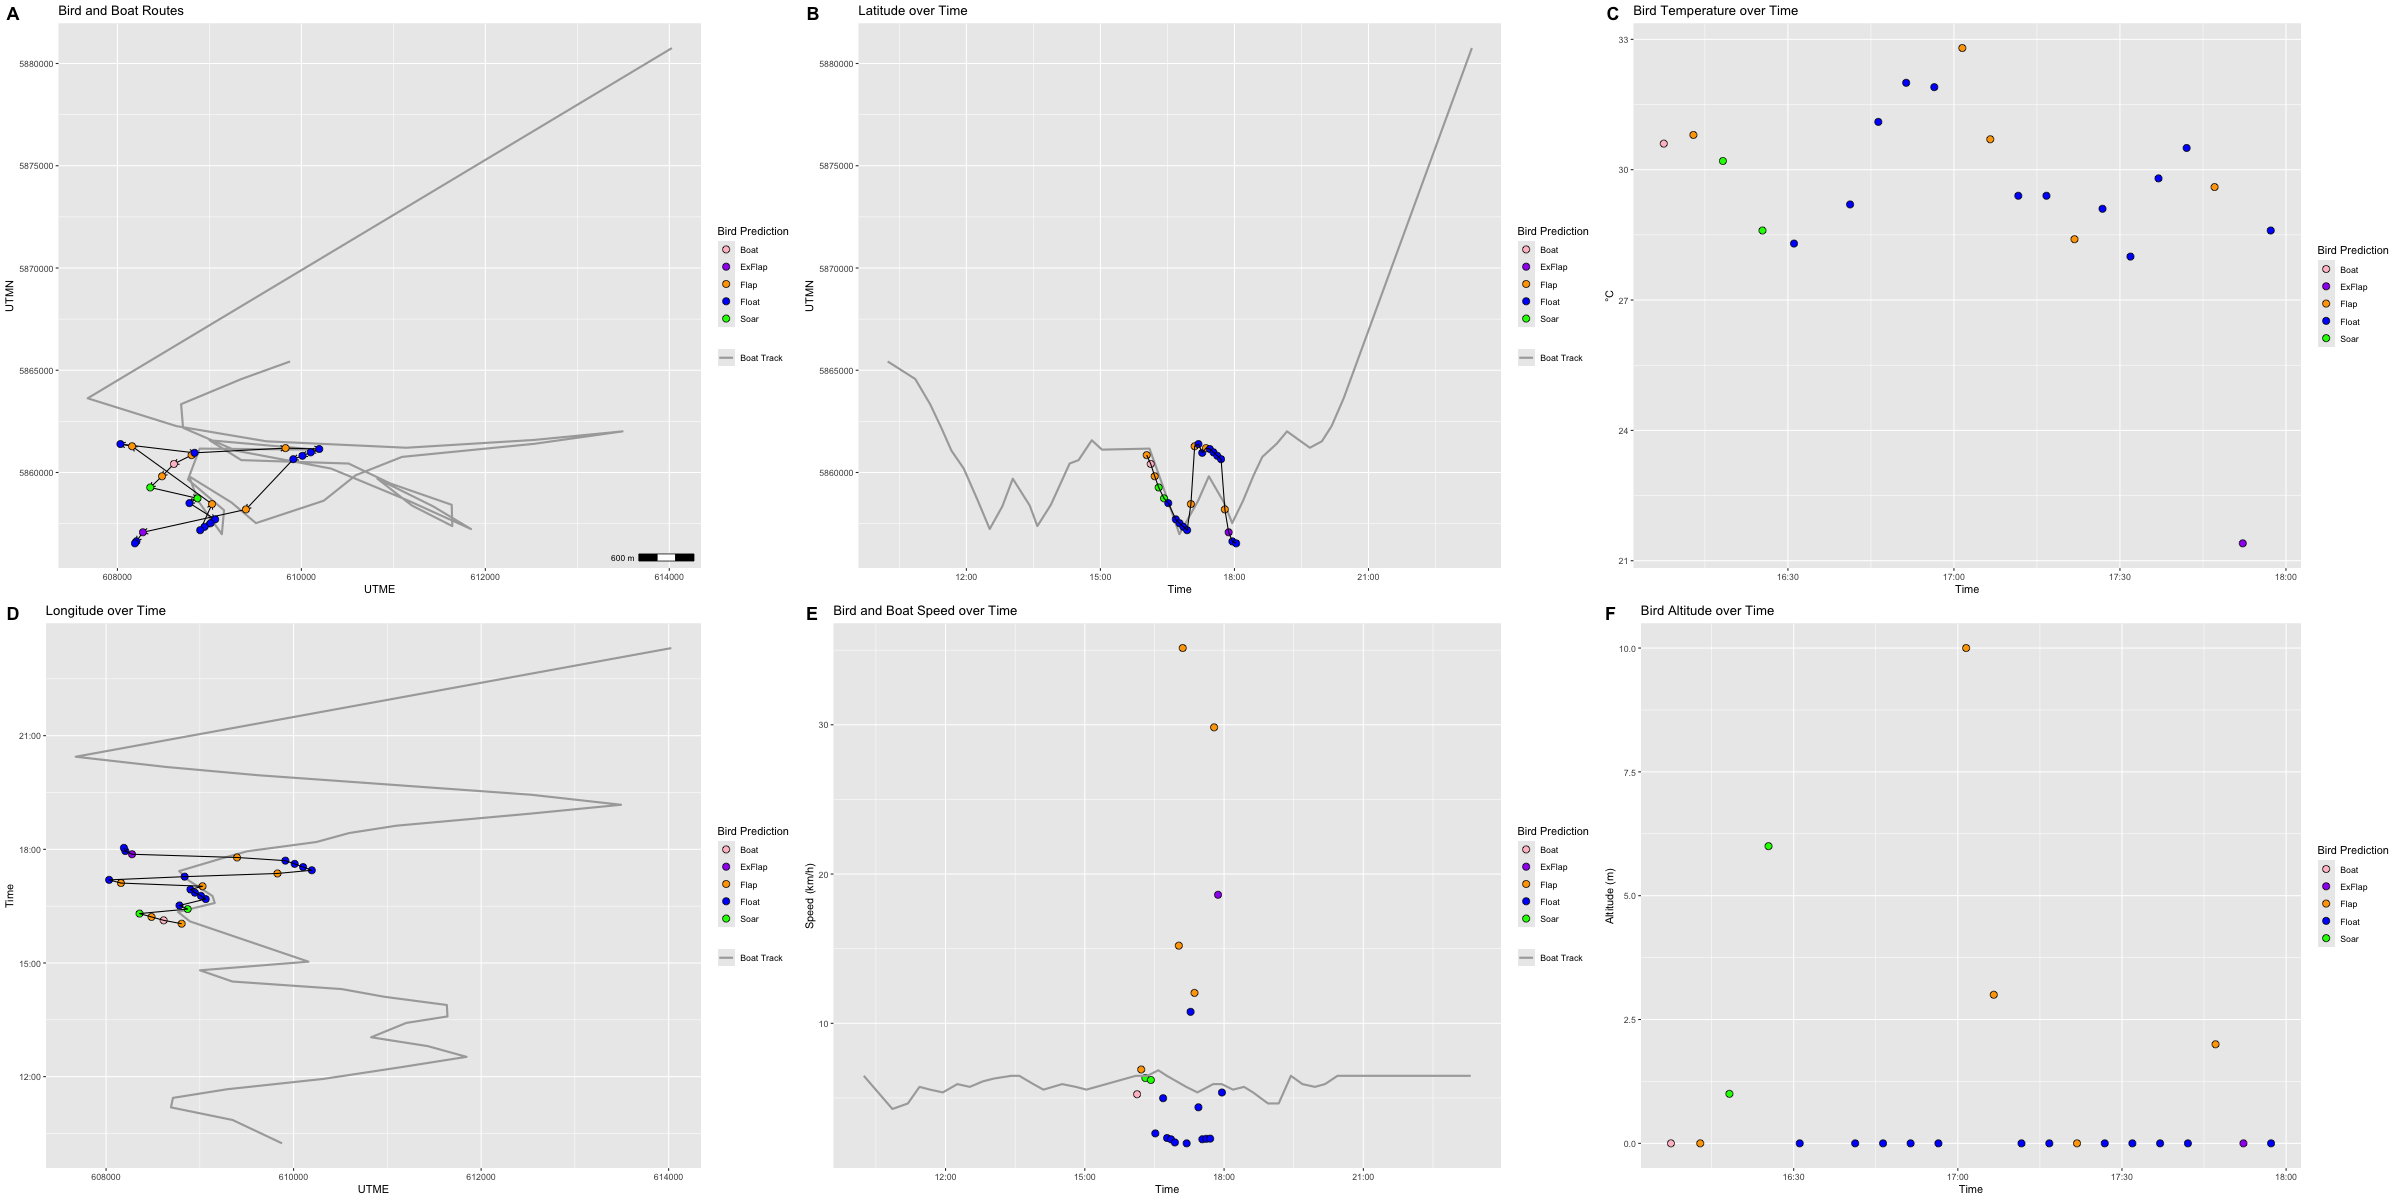 A
Bird and Boat Routes
5880000
5875000
5870000
5865000
5860000
UTMN
608000
610000
612000
614000
UTME
600 m
Bird Prediction
Boat
ExFlap
Flap
Float
Soar
Boat Track
B
Latitude over Time
5880000
5875000
5870000
5865000
5860000
UTMN
12:00
15:00
18:00
21:00
Time
Bird Prediction
Boat
ExFlap
Flap
Float
Soar
Boat Track
C
Bird Temperature over Time
33
30
27
24
21
°C
16:30
17:00
17:30
18:00
Time
Bird Prediction
Boat
ExFlap
Flap
Float
Soar
D
Longitude over Time
21:00
18:00
15:00
12:00
Time
608000
610000
612000
614000
UTME
Bird Prediction
Boat
ExFlap
Flap
Float
Soar
Boat Track
E
Bird and Boat Speed over Time
30
20
10
Speed (km/h)
12:00
15:00
18:00
21:00
Time
Bird Prediction
Boat
ExFlap
Flap
Float
Soar
Boat Track
F
Bird Altitude over Time
10.0
7.5
5.0
2.5
0.0
Altitude (m)
16:30
17:00
17:30
18:00
Time
Bird Prediction
Boat
ExFlap
Flap
Float
Soar